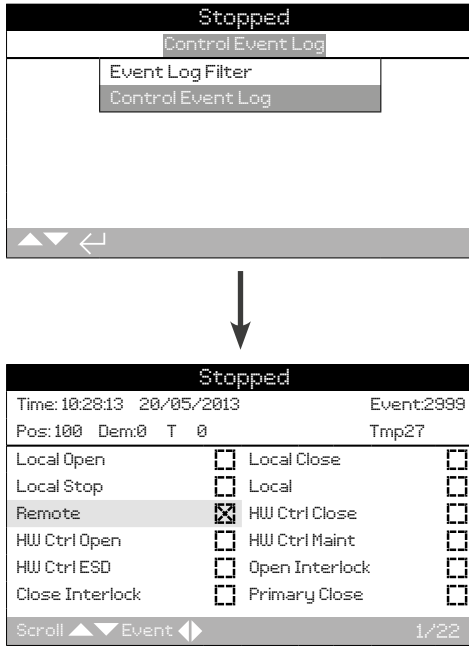 Stopped
Control Event Log
Event Log Filter
Control Event Log
Stopped
Time: 10:28:13 20/05/2013 Event:2999
Pos:100 Dem:0 T 0 Tmp27
Local Open Local Close
Local Stop Local
Remote HW Ctrl Close
HW Ctrl Open HW Ctrl Maint
HW Ctrl ESD Open Interlock
Close Interlock Primary Close
Scroll Event 1/22